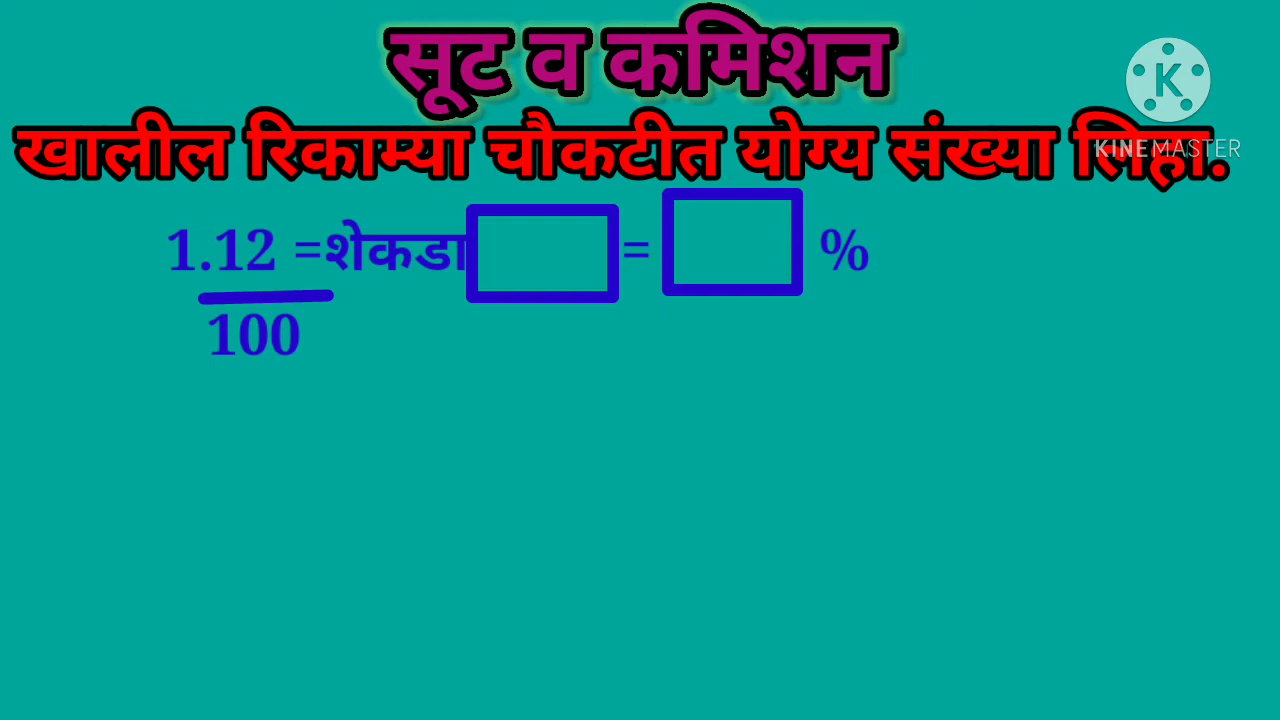 सूट व कमिशन
K
KINEMASTER
खालील रिकाम्या चौकटीत योग्य संख्या लिहा.
1.12 =शेकडा = %
100